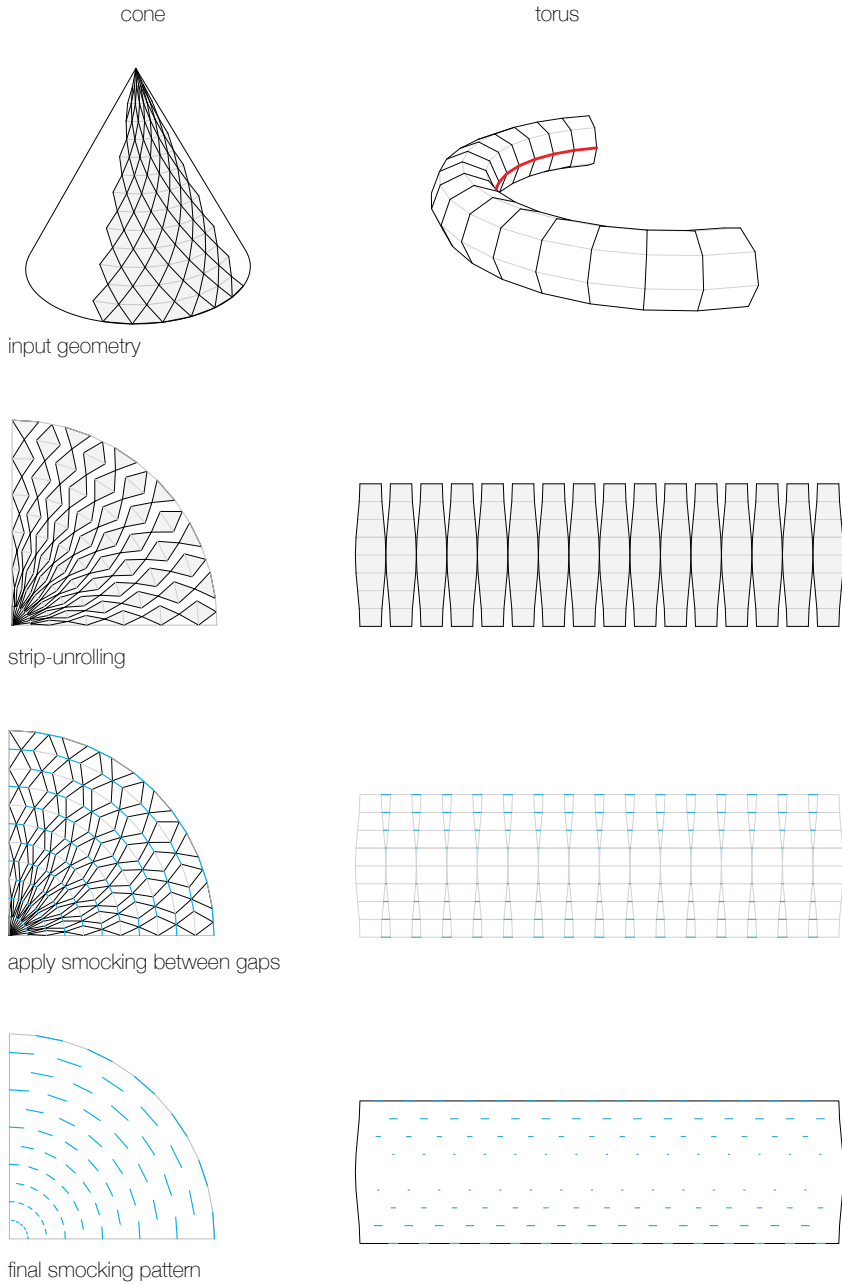 cone
torus
input geometry
strip-unrolling
apply smocking between gaps
final smocking pattern